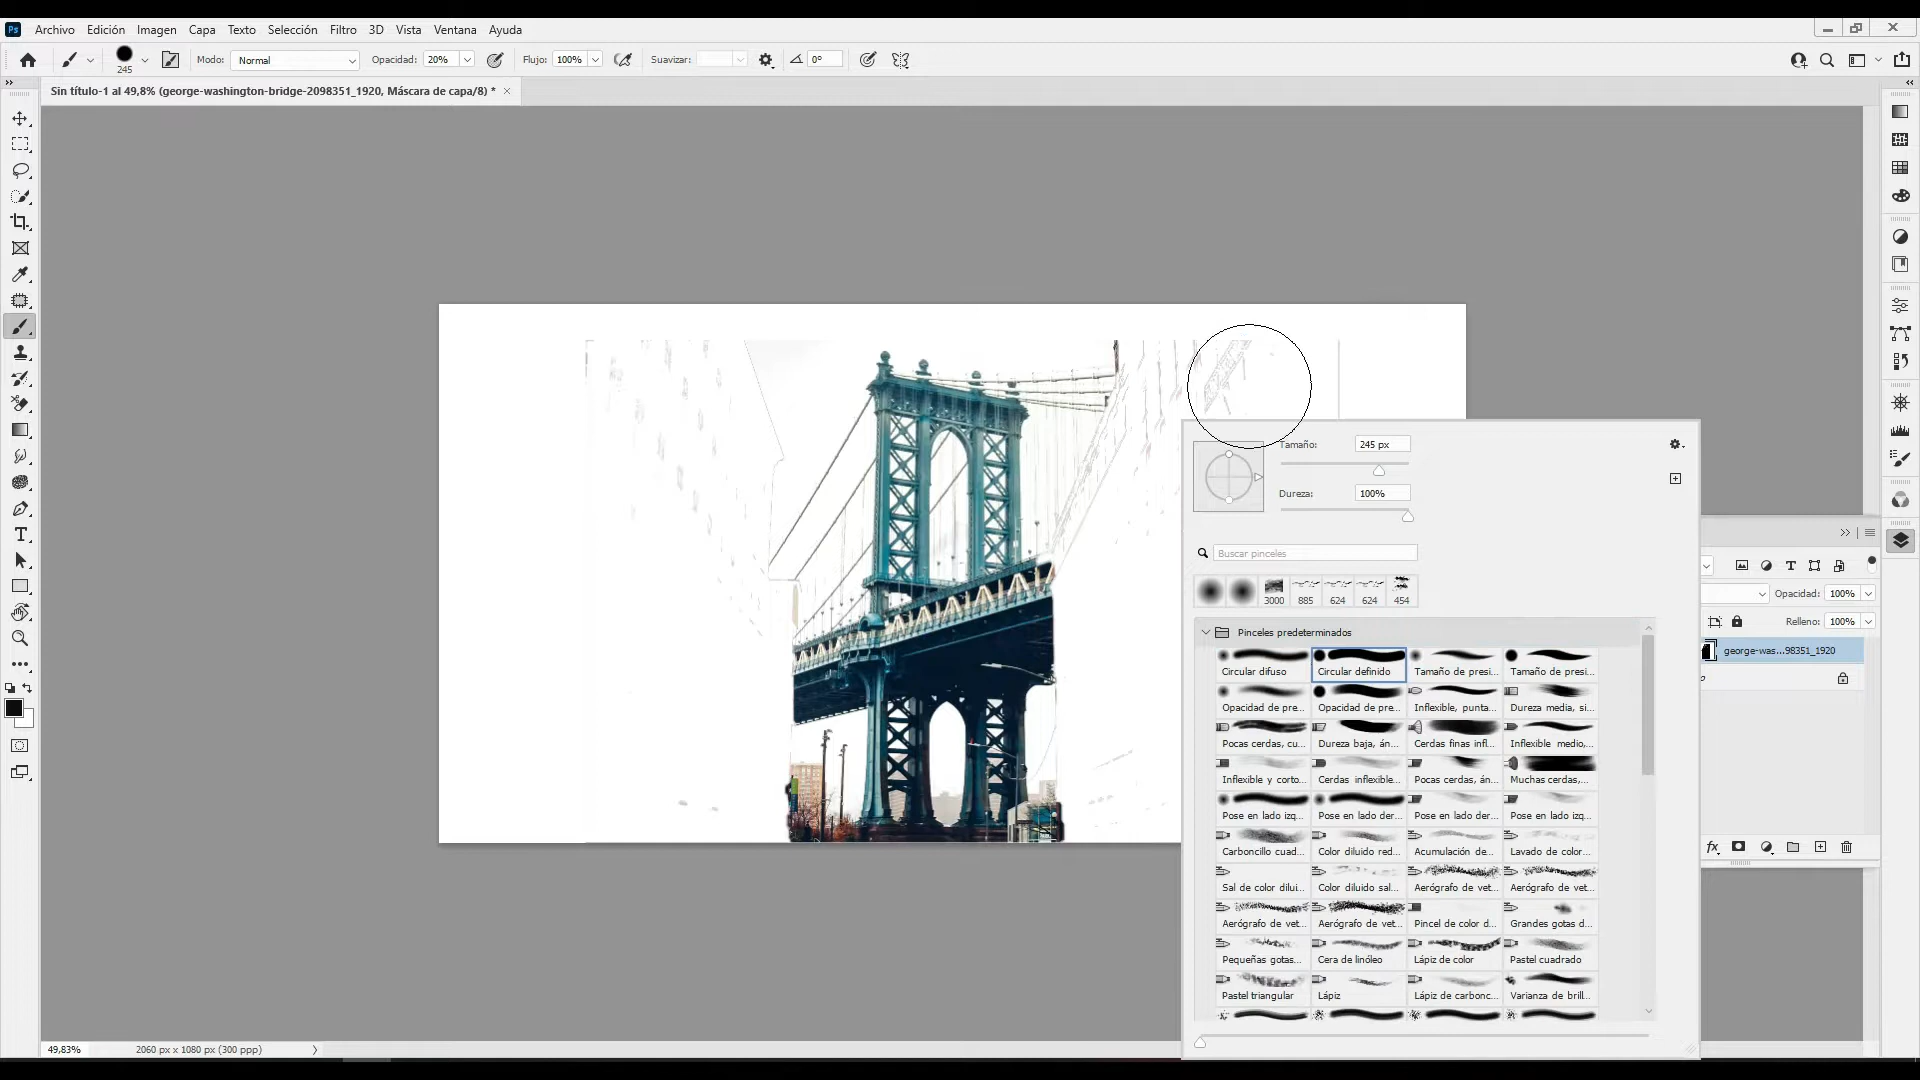 Ps Archivo Edición Imagen Capa Texto Selección Filtro 3D Vista Ventana Ayuda
245 Modo: Normal Opacidad: 20% Flujo: 100% Suavizar: 0°
Sin título-1 al 49,8% (george-washington-bridge-2098351_1920, Máscara de capa/8) * ×
Tamaño: 245 px
Dureza: 100%
Buscar pinceles
3000 885 624 624 454
Pinceles predeterminados
Circular difuso Circular definido Tamaño de presi... Tamaño de presi...
Opacidad de pre... Opacidad de pre... Inflexible, punta... Dureza media, si...
Pocas cerdas, cu... Dureza baja, án... Cerdas finas infl... Inflexible medio,...
Inflexible y corto... Cerdas inflexible... Pocas cerdas, án... Muchas cerdas,...
Pose en lado izq... Pose en lado der... Pose en lado der... Pose en lado izq...
Carboncillo cuad... Color diluido red... Acumulación de... Lavado de color...
Sal de color dilui... Color diluido sal... Aerógrafo de vet... Aerógrafo de vet...
Aerógrafo de vet... Aerógrafo de vet... Pincel de color d... Grandes gotas d...
Pequeñas gotas... Cera de linóleo Lápiz de color Pastel cuadrado
Pastel triangular Lápiz Lápiz de carbonc... Varianza de brill...
Opacidad: 100%
Relleno: 100%
george-was...98351_1920
fx
49,83% 2060 px x 1080 px (300 ppp)